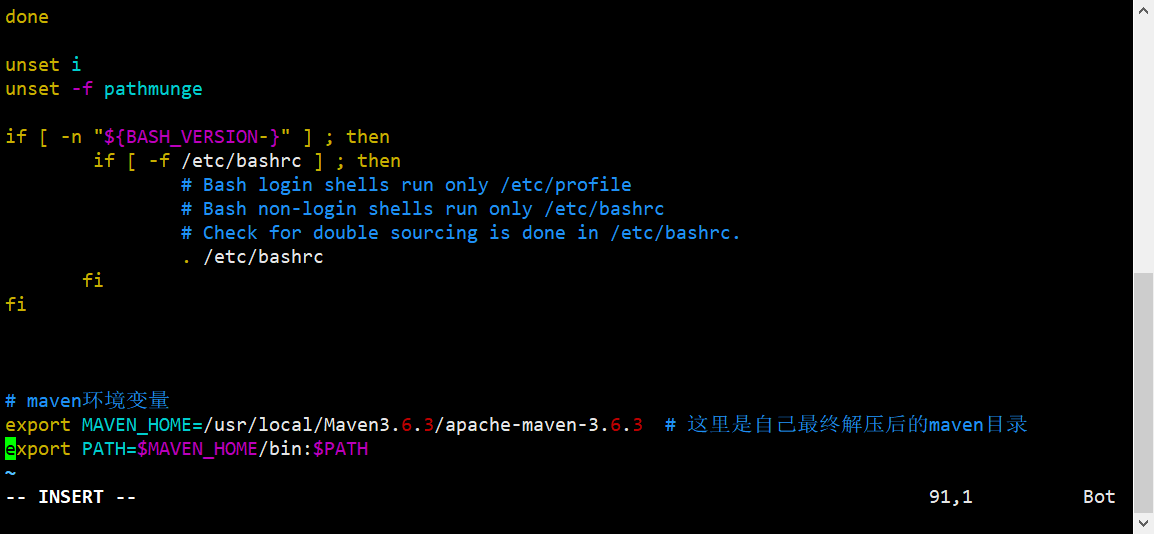 done
unset i
unset -f pathmunge
if [ -n "${BASH_VERSION-}" ] ; then
if [ -f /etc/bashrc ] ; then
# Bash login shells run only /etc/profile
# Bash non-login shells run only /etc/bashrc
# Check for double sourcing is done in /etc/bashrc.
. /etc/bashrc
fi
fi
# maven环境变量
export MAVEN_HOME=/usr/local/Maven3.6.3/apache-maven-3.6.3  # 这里是自己最终解压后的maven目录
export PATH=$MAVEN_HOME/bin:$PATH
~
-- INSERT -- 91,1 Bot